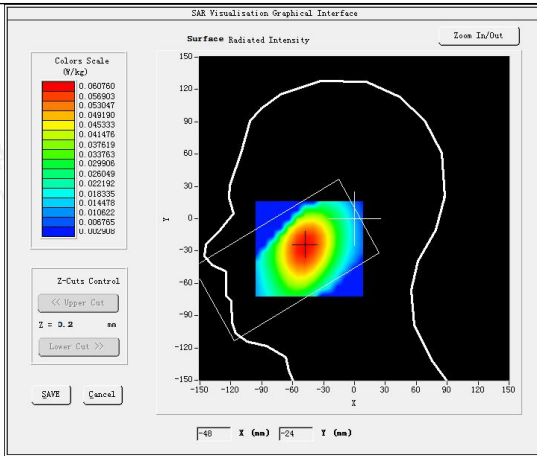 SAR Visualisation Graphical Interface
Surface Radiated Intensity
Zoom In/Out
Colors Scale
(W/kg)
0.060760
0.056903
0.053047
0.049190
0.045333
0.041476
0.037619
0.033763
0.029906
0.026049
0.022192
0.018335
0.014478
0.010622
0.006765
0.002908
Z-Cuts Control
<< Upper Cut
Z = 0.2 mm
Lower Cut >>
SAVE
Cancel
150
120
90
60
30
0
-30
-60
-90
-120
-150
Y
-150 -120 -90 -60 -30 0 30 60 90 120 150
X
-48 X (mm) -24 Y (mm)